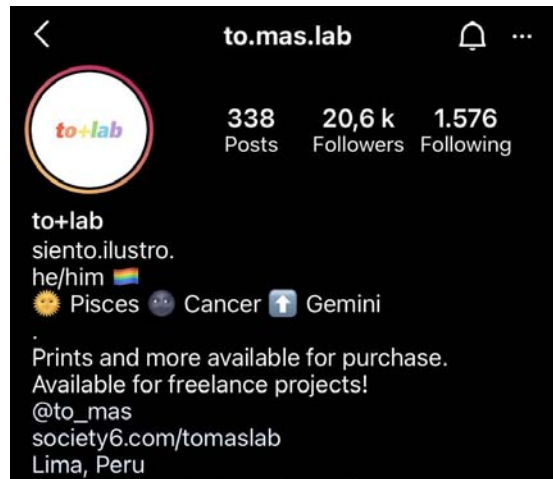 to.mas.lab
to+lab
338 20,6 k 1.576
Posts Followers Following
to+lab
siento.ilustro.
he/him 🏳️‍🌈
🌞 Pisces 🌚 Cancer ⬆️ Gemini
.
Prints and more available for purchase.
Available for freelance projects!
@to_mas
society6.com/tomaslab
Lima, Peru